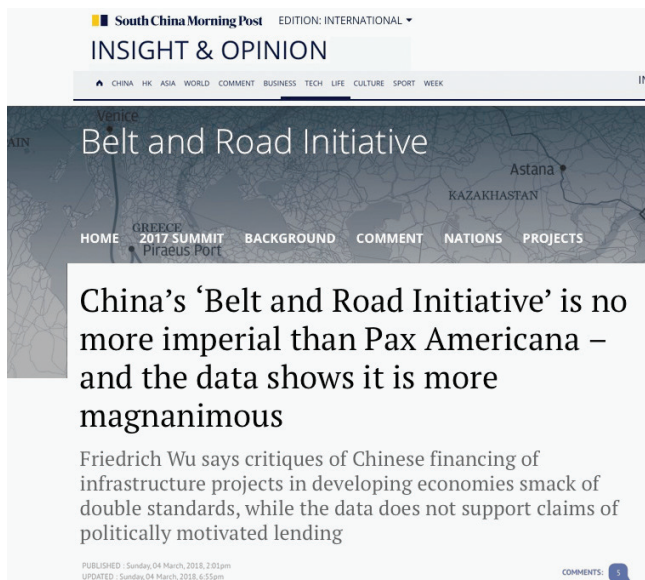 South China Morning Post EDITION: INTERNATIONAL
INSIGHT & OPINION
CHINA HK ASIA WORLD COMMENT BUSINESS TECH LIFE CULTURE SPORT WEEK
Venice
Belt and Road Initiative
Astana
KAZAKHSTAN
GREECE
HOME 2017 SUMMIT BACKGROUND COMMENT NATIONS PROJECTS
Piraeus Port
China’s ‘Belt and Road Initiative’ is no
more imperial than Pax Americana –
and the data shows it is more
magnanimous
Friedrich Wu says critiques of Chinese financing of
infrastructure projects in developing economies smack of
double standards, while the data does not support claims of
politically motivated lending
PUBLISHED : Sunday, 04 March, 2018, 2:01pm
UPDATED : Sunday, 04 March, 2018, 6:55pm
COMMENTS: 5